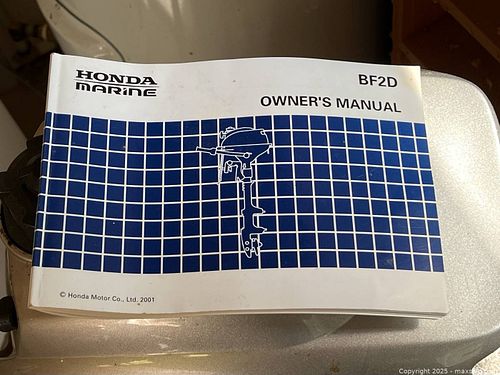 HONDA
MARINE
BF2D
OWNER'S MANUAL
© Honda Motor Co., Ltd. 2001
Copyright 2025 -